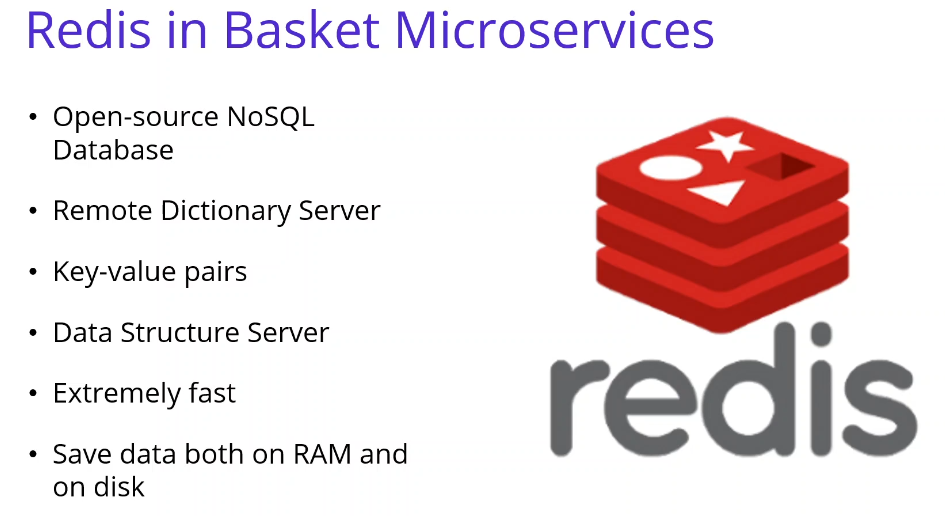 Redis in Basket Microservices
• Open-source NoSQL
Database
• Remote Dictionary Server
• Key-value pairs
• Data Structure Server
• Extremely fast
• Save data both on RAM and
on disk
redis